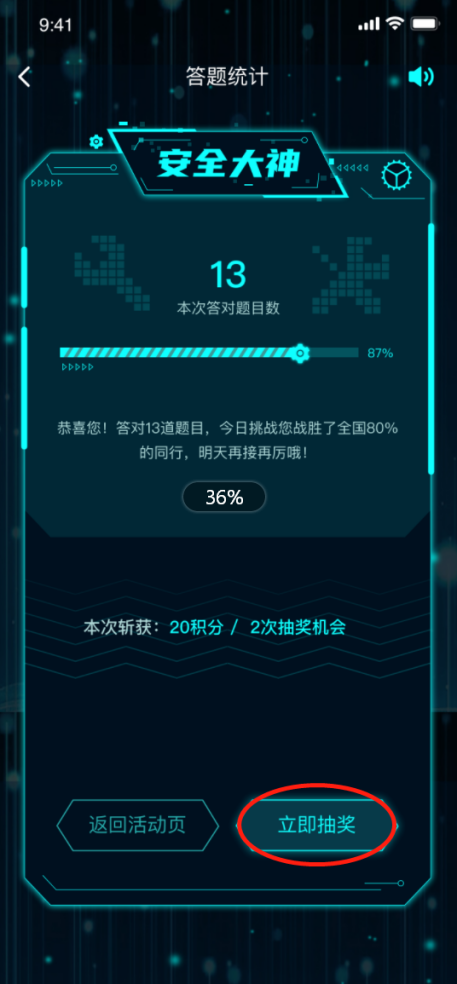 9:41
答题统计
安全大神
13
本次答对题目数
87%
恭喜您！答对13道题目，今日挑战您战胜了全国80%
的同行，明天再接再厉哦！
36%
本次斩获：20积分 / 2次抽奖机会
返回活动页
立即抽奖